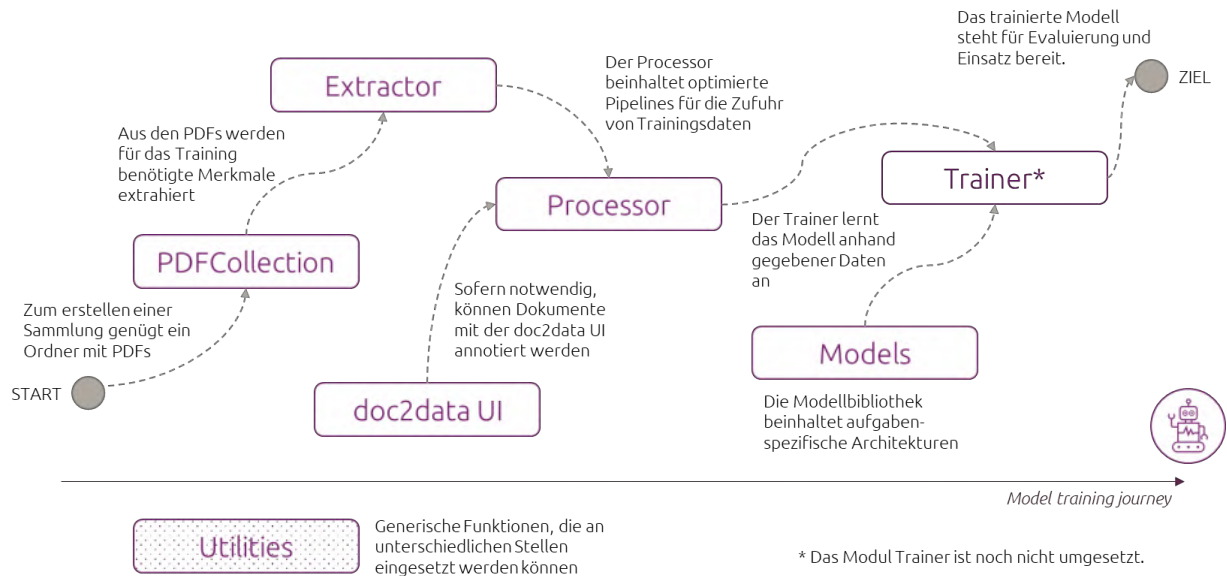 Das trainierte Modell
steht für Evaluierung und
Einsatz bereit.
ZIEL
Der Processor
beinhaltet optimierte
Pipelines für die Zufuhr
von Trainingsdaten
Extractor
Aus den PDFs werden
für das Training
benötigte Merkmale
extrahiert
Trainer*
Processor
Der Trainer lernt
das Modell anhand
gegebener Daten
an
PDFCollection
Sofern notwendig,
können Dokumente
mit der doc2data UI
annotiert werden
Zum erstellen einer
Sammlung genügt ein
Ordner mit PDFs
START
Models
doc2data UI
Die Modellbibliothek
beinhaltet aufgaben-
spezifische Architekturen
Model training journey
Utilities
Generische Funktionen, die an
unterschiedlichen Stellen
eingesetzt werden können
* Das Modul Trainer ist noch nicht umgesetzt.